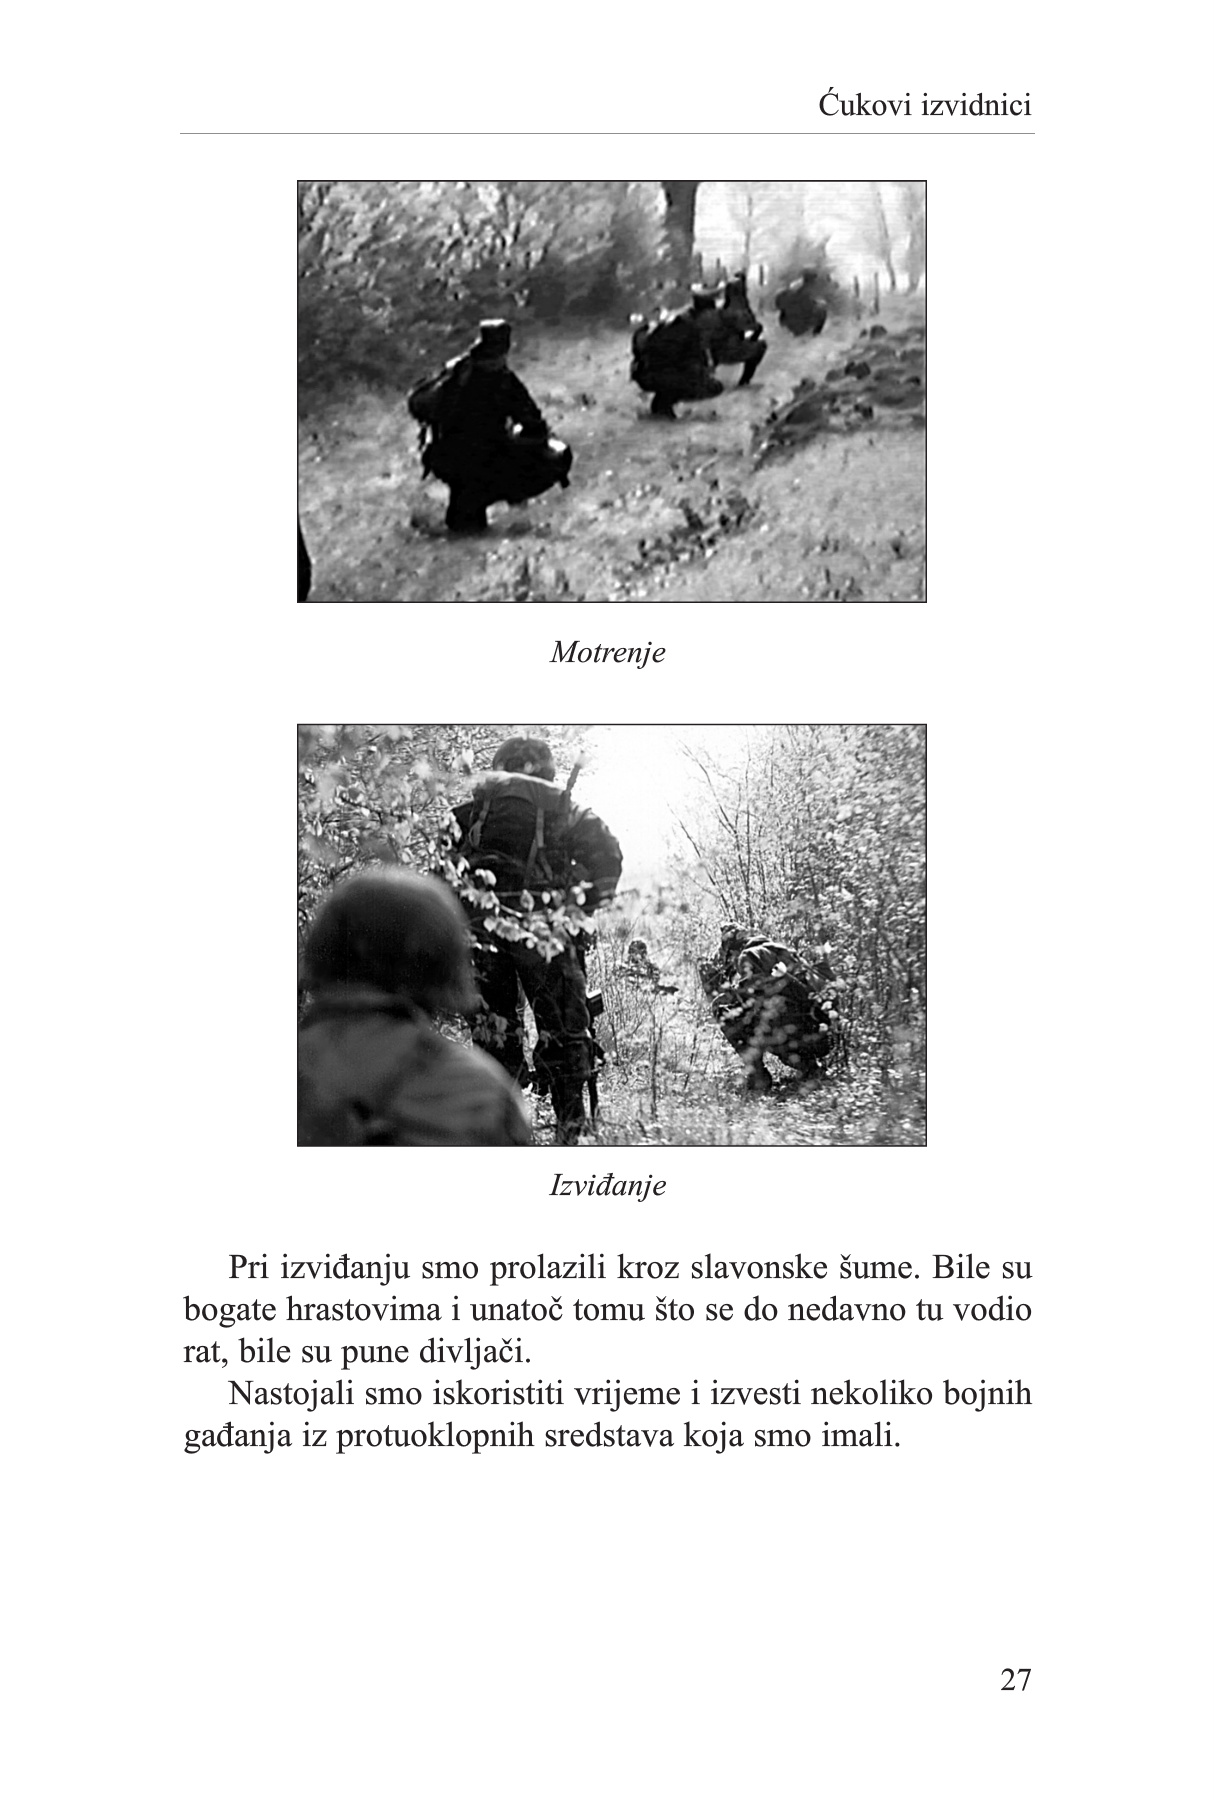 Ćukovi izvidnici
Motrenje
Izviđanje
Pri izviđanju smo prolazili kroz slavonske šume. Bile su
bogate hrastovima i unatoč tomu što se do nedavno tu vodio
rat, bile su pune divljači.
Nastojali smo iskoristiti vrijeme i izvesti nekoliko bojnih
gađanja iz protuoklopnih sredstava koja smo imali.
27